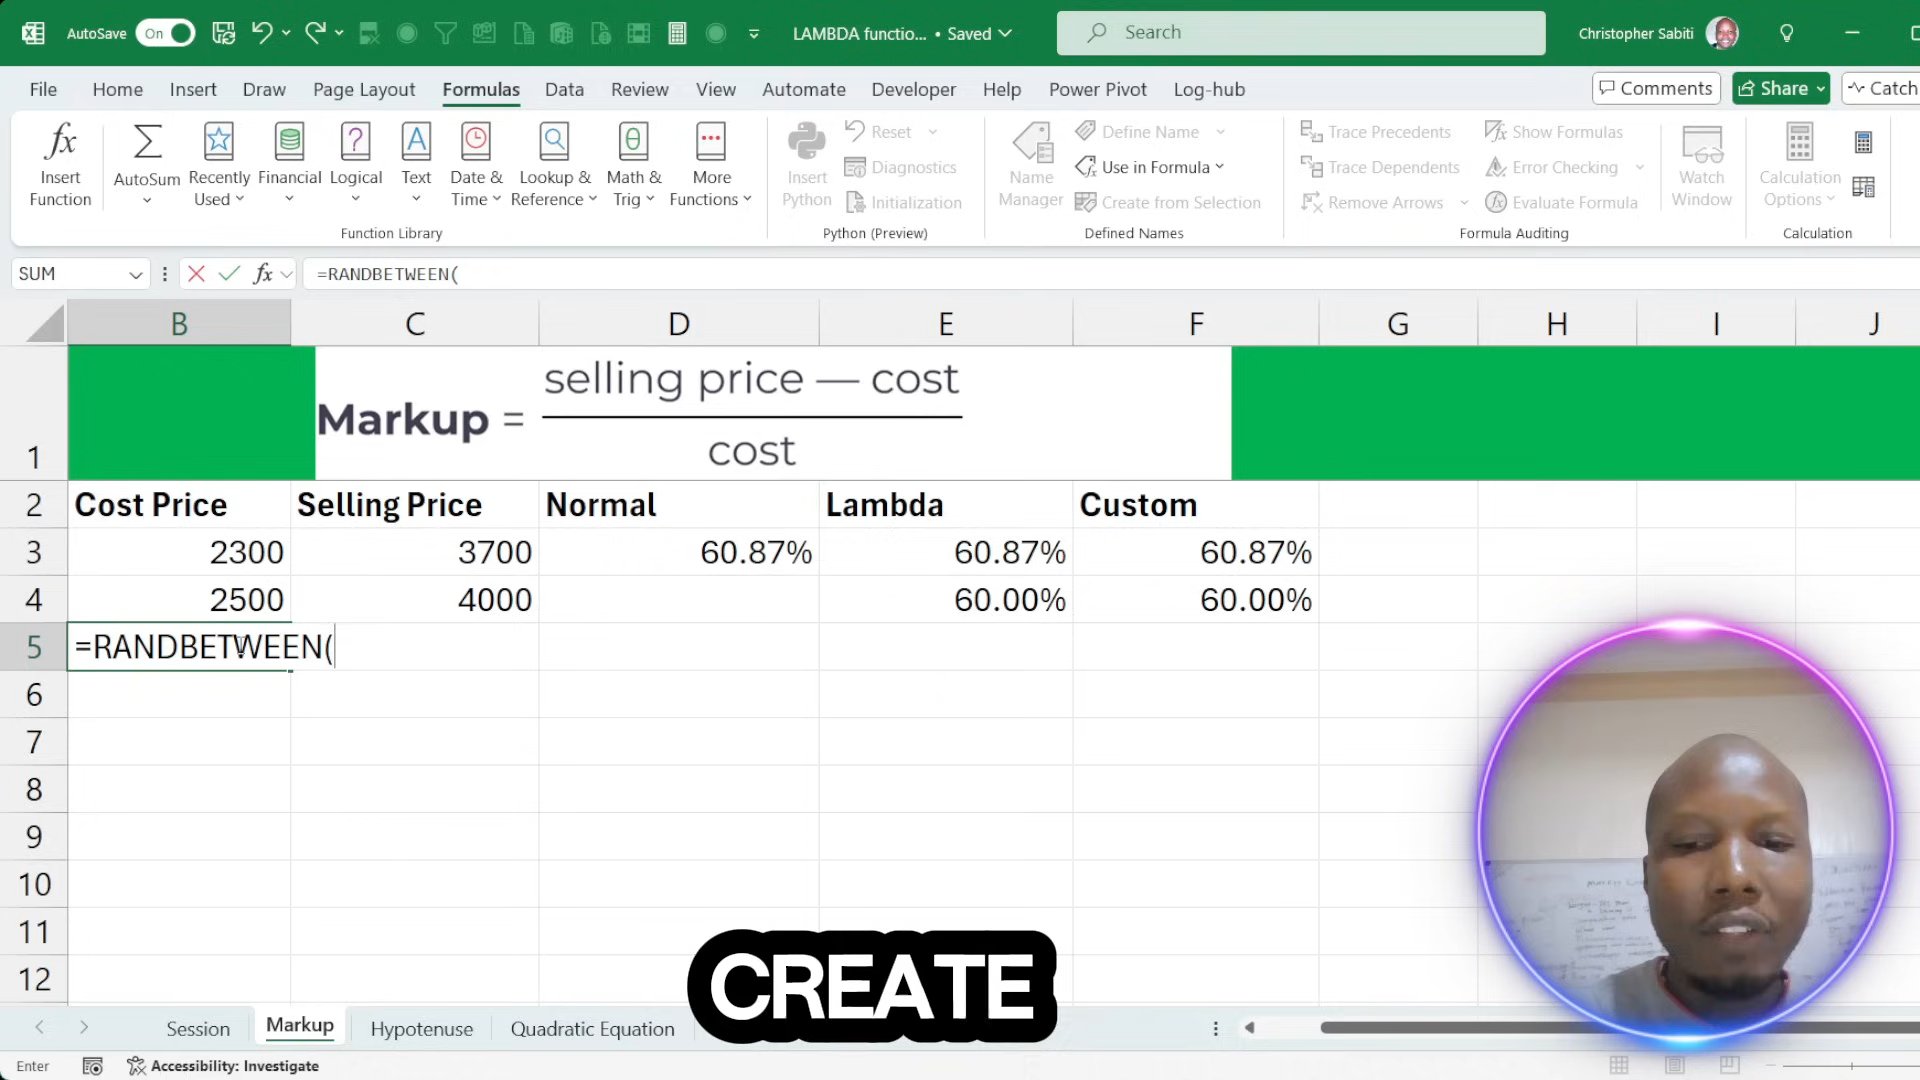 AutoSave On LAMBDA functio... • Saved Search Christopher Sabiti
File Home Insert Draw Page Layout Formulas Data Review View Automate Developer Help Power Pivot Log-hub Comments Share Catch
Insert Function
AutoSum
Recently Used
Financial
Logical
Text
Date & Time
Lookup & Reference
Math & Trig
More Functions
Function Library
Insert Python
Reset
Diagnostics
Initialization
Python (Preview)
Name Manager
Define Name
Use in Formula
Create from Selection
Defined Names
Trace Precedents
Trace Dependents
Remove Arrows
Show Formulas
Error Checking
Evaluate Formula
Formula Auditing
Watch Window
Calculation Options
Calculation
SUM fx =RANDBETWEEN(
B C D E F G H I J
selling price — cost
Markup =
cost
1
2 Cost Price Selling Price Normal Lambda Custom
3 2300 3700 60.87% 60.87% 60.87%
4 2500 4000 60.00% 60.00%
5 =RANDBETWEEN(
6
7
8
9
10
11
12
CREATE
Session Markup Hypotenuse Quadratic Equation
Enter Accessibility: Investigate